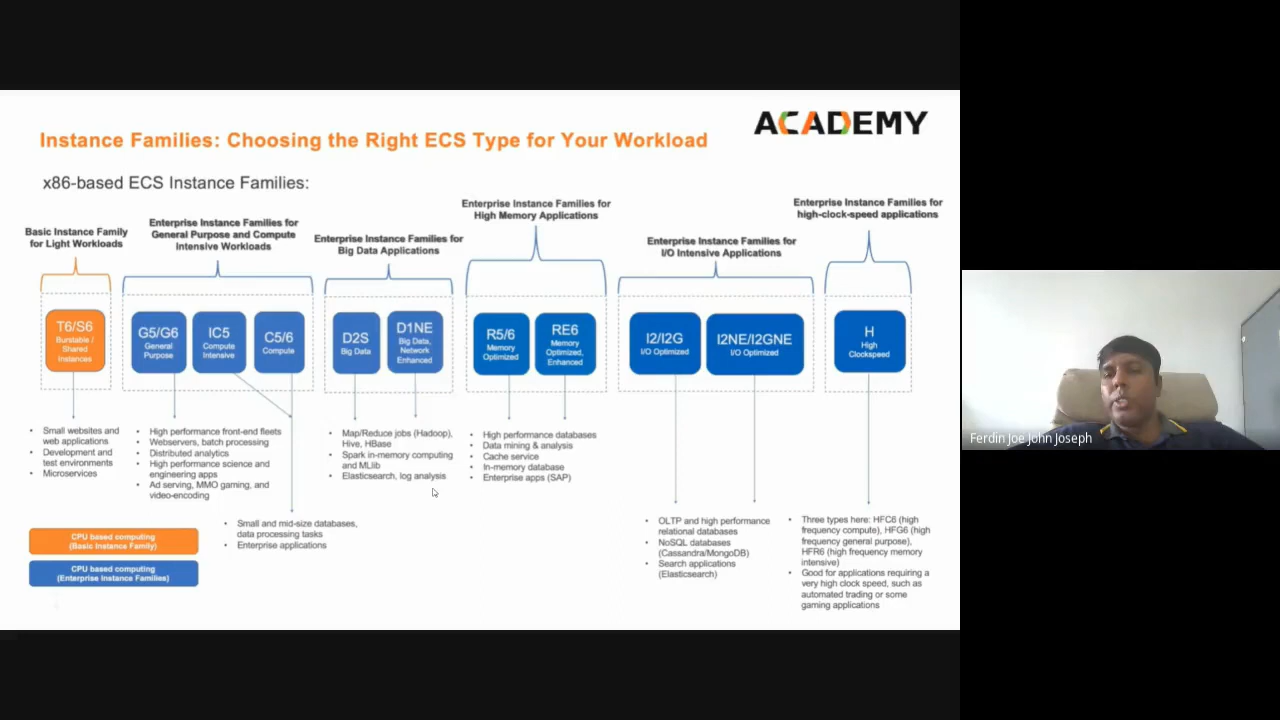 ACADEMY
Instance Families: Choosing the Right ECS Type for Your Workload
x86-based ECS Instance Families:
Basic Instance Family
for Light Workloads
Enterprise Instance Families for
General Purpose and Compute
Intensive Workloads
Enterprise Instance Families for
Big Data Applications
Enterprise Instance Families for
High Memory Applications
Enterprise Instance Families for
I/O Intensive Applications
Enterprise Instance Families for
high-clock-speed applications
T6/S6
Burstable /
Shared
Instances
G5/G6
General
Purpose
IC5
Compute
Intensive
C5/6
Compute
D2S
Big Data
D1NE
Big Data,
Network
Enhanced
R5/6
Memory
Optimized
RE6
Memory
Optimized,
Enhanced
I2/I2G
I/O Optimized
I2NE/I2GNE
I/O Optimized
H
High
Clockspeed
• Small websites and
web applications
• Development and
test environments
• Microservices
• High performance front-end fleets
• Webservers, batch processing
• Distributed analytics
• High performance science and
engineering apps
• Ad serving, MMO gaming, and
video-encoding
• Small and mid-size databases,
data processing tasks
• Enterprise applications
• Map/Reduce jobs (Hadoop),
Hive, HBase
• Spark in-memory computing
and MLlib
• Elasticsearch, log analysis
• High performance databases
• Data mining & analysis
• Cache service
• In-memory database
• Enterprise apps (SAP)
• OLTP and high performance
relational databases
• NoSQL databases
(Cassandra/MongoDB)
• Search applications
(Elasticsearch)
• Three types here: HFC6 (high
frequency compute), HFG6 (high
frequency general purpose),
HFR6 (high frequency memory
intensive)
• Good for applications requiring a
very high clock speed, such as
automated trading or some
gaming applications
CPU based computing
(Basic Instance Family)
CPU based computing
(Enterprise Instance Families)
Ferdin Joe John Joseph